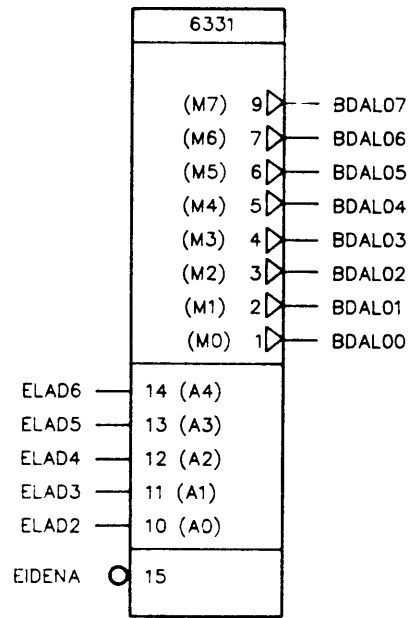 6331
(M7) 9 BDAL07
(M6) 7 BDAL06
(M5) 6 BDAL05
(M4) 5 BDAL04
(M3) 4 BDAL03
(M2) 3 BDAL02
(M1) 2 BDAL01
(M0) 1 BDAL00
ELAD6 14 (A4)
ELAD5 13 (A3)
ELAD4 12 (A2)
ELAD3 11 (A1)
ELAD2 10 (A0)
EIDENA 15